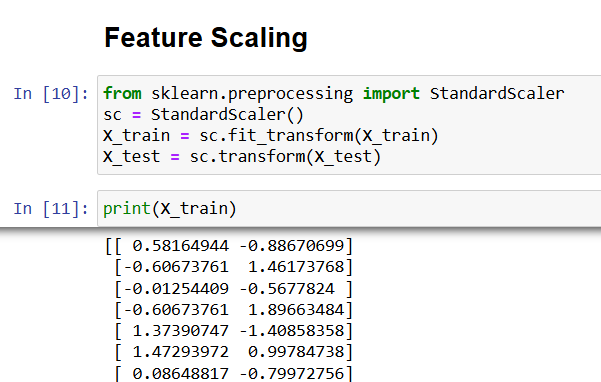 Feature Scaling
In [10]: from sklearn.preprocessing import StandardScaler
sc = StandardScaler()
X_train = sc.fit_transform(X_train)
X_test = sc.transform(X_test)
In [11]: print(X_train)
[[ 0.58164944 -0.88670699]
[-0.60673761  1.46173768]
[-0.01254409 -0.5677824 ]
[-0.60673761  1.89663484]
[ 1.37390747 -1.40858358]
[ 1.47293972  0.99784738]
[ 0.08648817 -0.79972756]